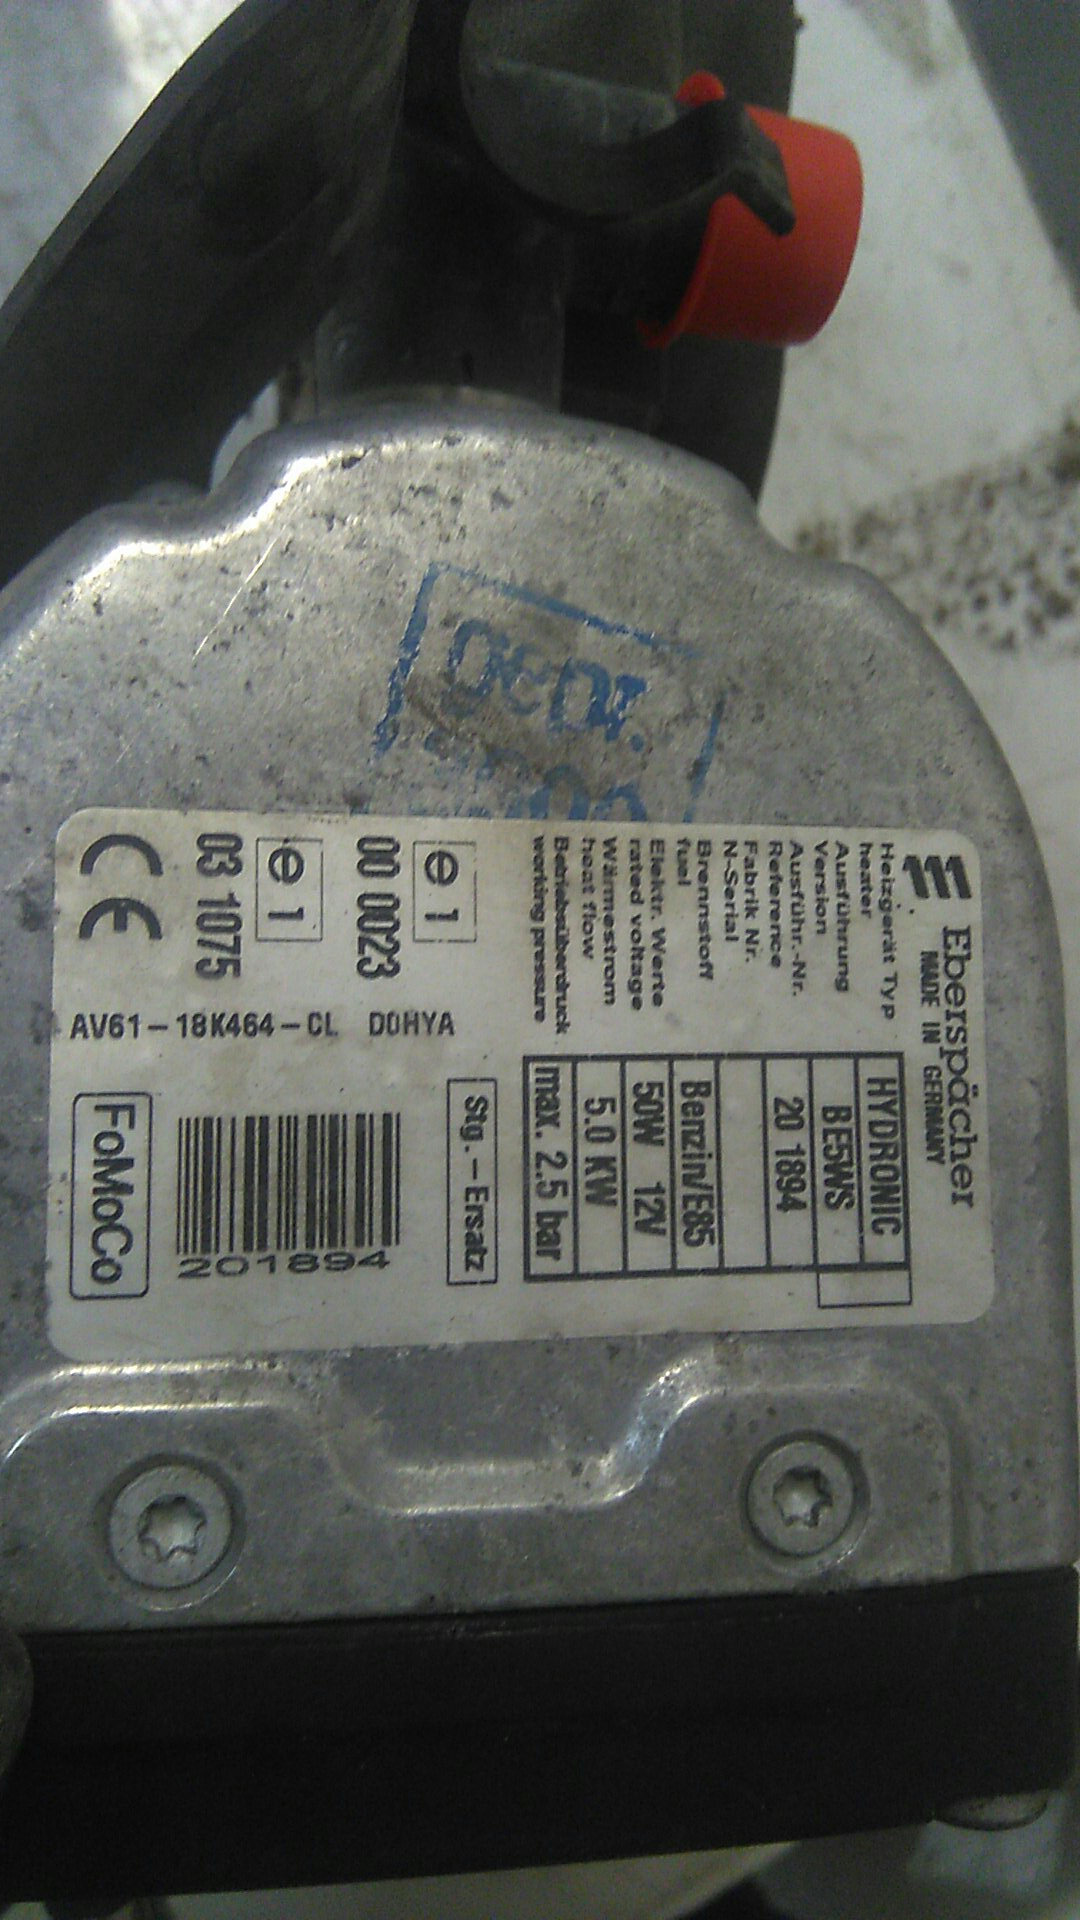 Eberspächer
MADE IN GERMANY
Heizgerät Typ
heater
HYDRONIC
Ausführung
Version
BE5WS
Ausführ.-Nr.
Reference
20 1894
Fabrik Nr.
N-Serial
Brennstoff
fuel
Benzin/E85
Elektr. Werte
rated voltage
50W 12V
Wärmestrom
heat flow
5.0 KW
Betriebsüberdruck
working pressure
max. 2.5 bar
e 1
00 0023
Stg.-Ersatz
e 1
03 1075
201894
CE
FoMoCo
AV61-18K464-CL DOHYA